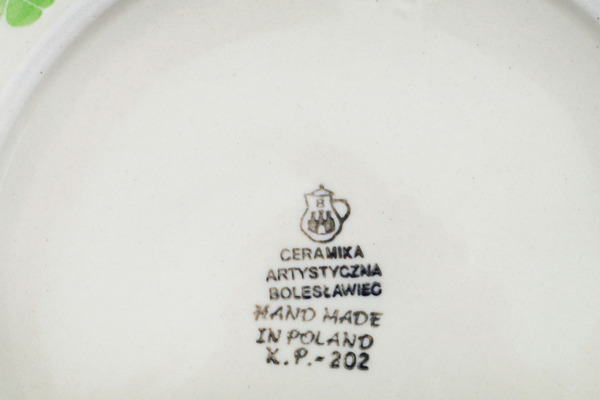 B
CERAMIKA
ARTYSTYCZNA
BOLESŁAWIEC
HAND MADE
IN POLAND
K.P.-202